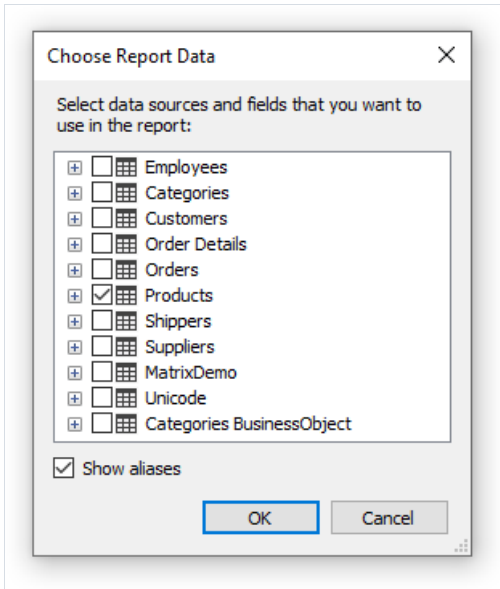 Choose Report Data
Select data sources and fields that you want to
use in the report:
Employees
Categories
Customers
Order Details
Orders
Products
Shippers
Suppliers
MatrixDemo
Unicode
Categories BusinessObject
Show aliases
OK
Cancel